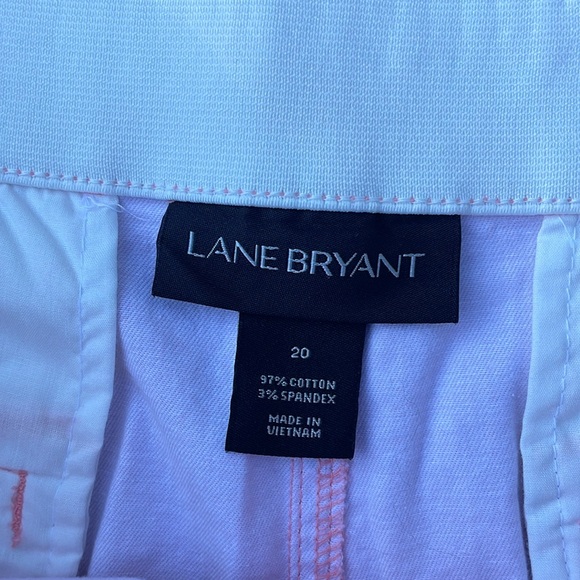 LANE BRYANT
20
97% COTTON
3% SPANDEX
MADE IN
VIETNAM